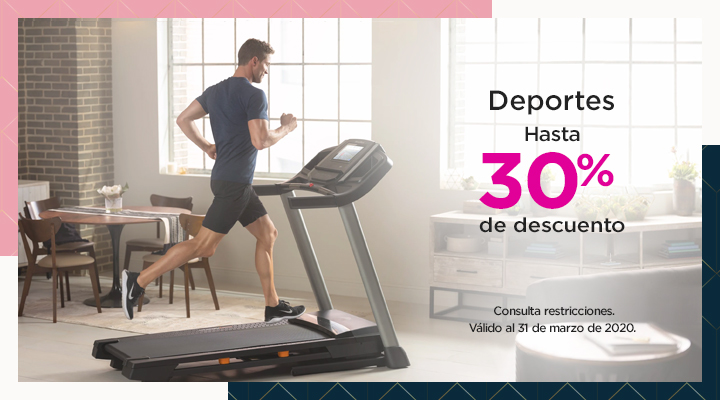 Deportes
Hasta
30%
de descuento
Consulta restricciones.
Válido al 31 de marzo de 2020.